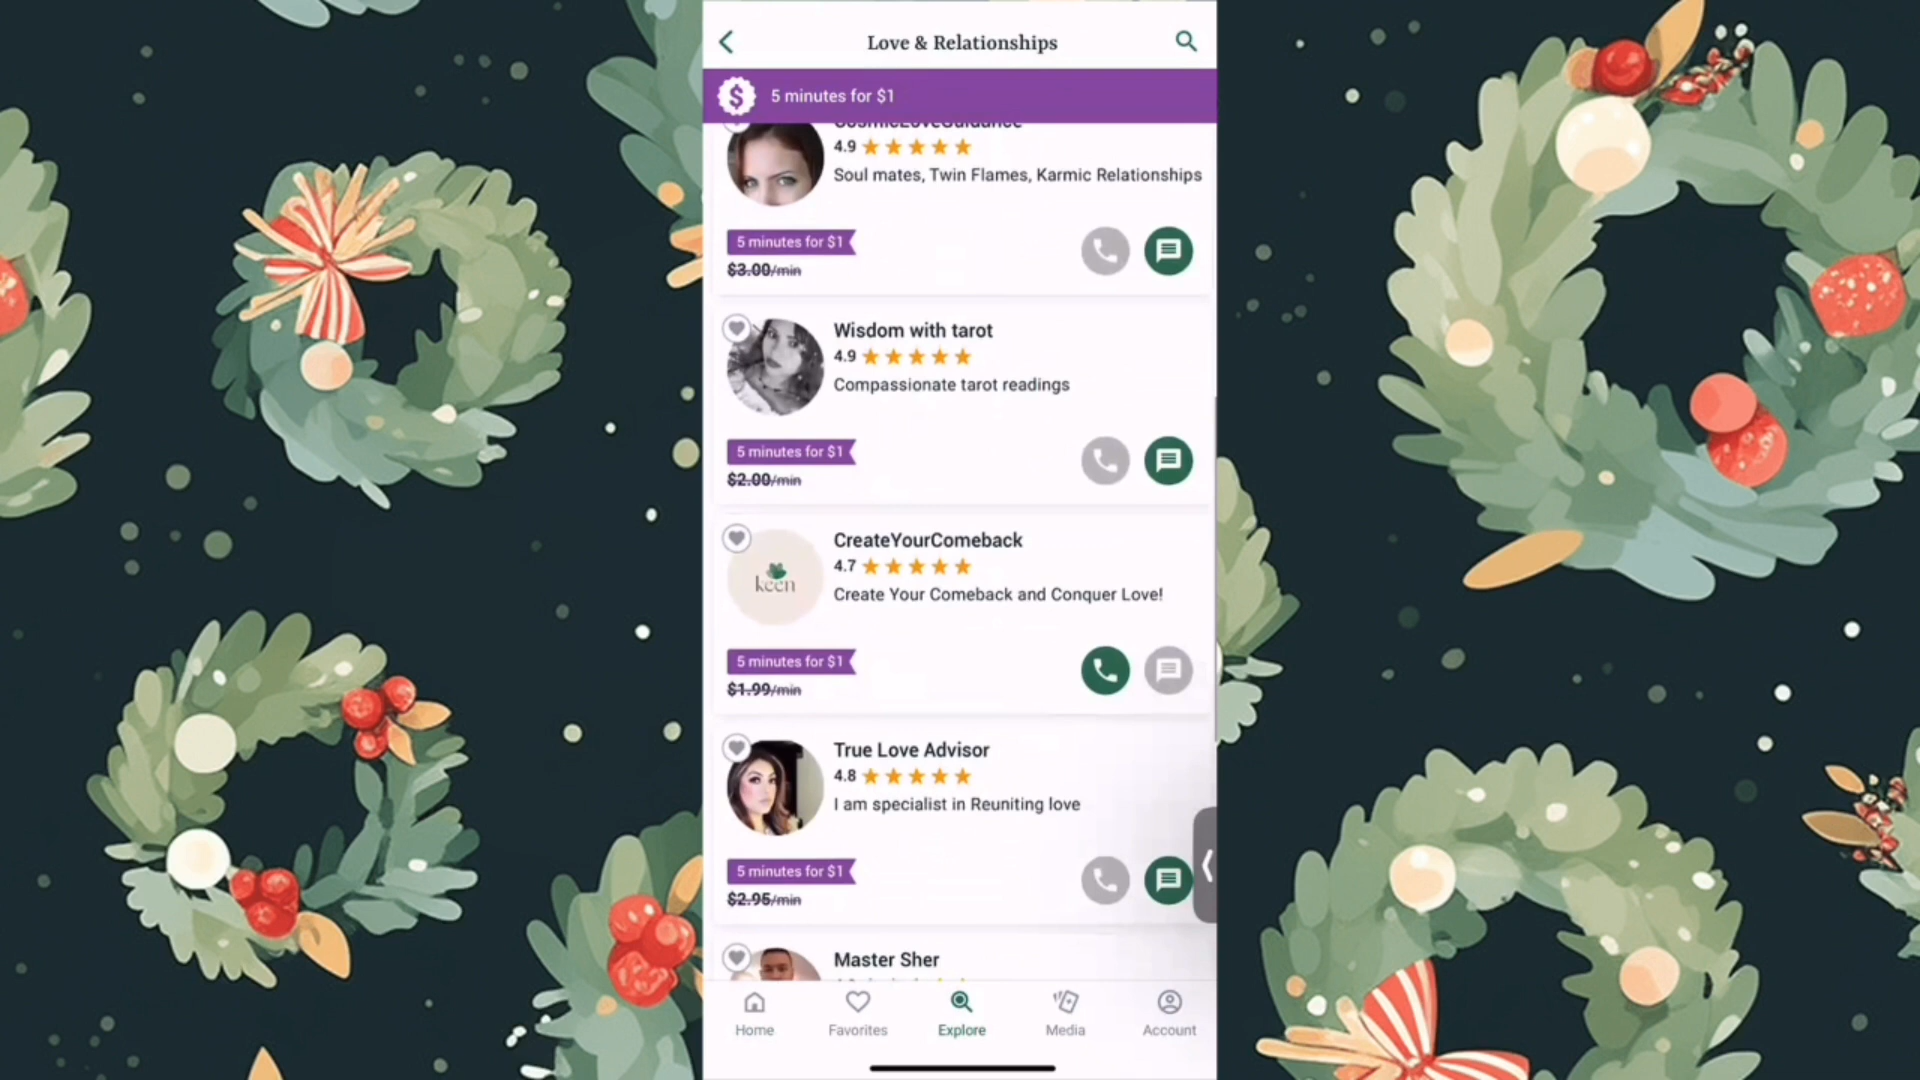 Love & Relationships
5 minutes for $1
CosmicLoveGuidance
4.9
Soul mates, Twin Flames, Karmic Relationships
5 minutes for $1
$3.00/min
Wisdom with tarot
4.9
Compassionate tarot readings
5 minutes for $1
$2.00/min
CreateYourComeback
4.7
keen
Create Your Comeback and Conquer Love!
5 minutes for $1
$1.99/min
True Love Advisor
4.8
I am specialist in Reuniting love
5 minutes for $1
$2.95/min
Master Sher
Home
Favorites
Explore
Media
Account